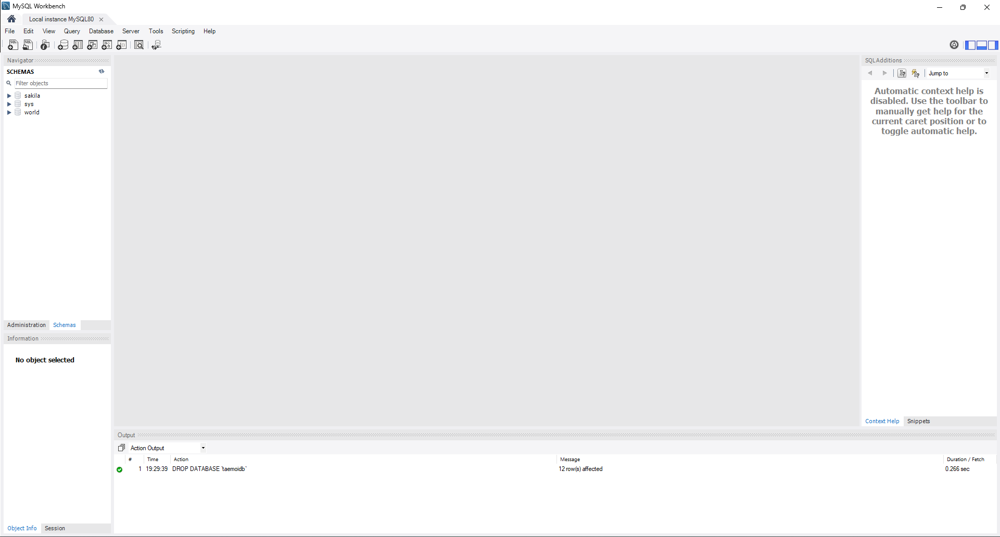 MySQL Workbench
Local instance MySQL80
File Edit View Query Database Server Tools Scripting Help
Navigator
SCHEMAS
Filter objects
sakila
sys
world
Administration Schemas
Information
No object selected
Object Info Session
SQLAdditions
Jump to
Automatic context help is
disabled. Use the toolbar to
manually get help for the
current caret position or to
toggle automatic help.
Context Help Snippets
Output
Action Output
# Time Action Message Duration / Fetch
1 19:29:39 DROP DATABASE `taemoidb` 12 row(s) affected 0.266 sec